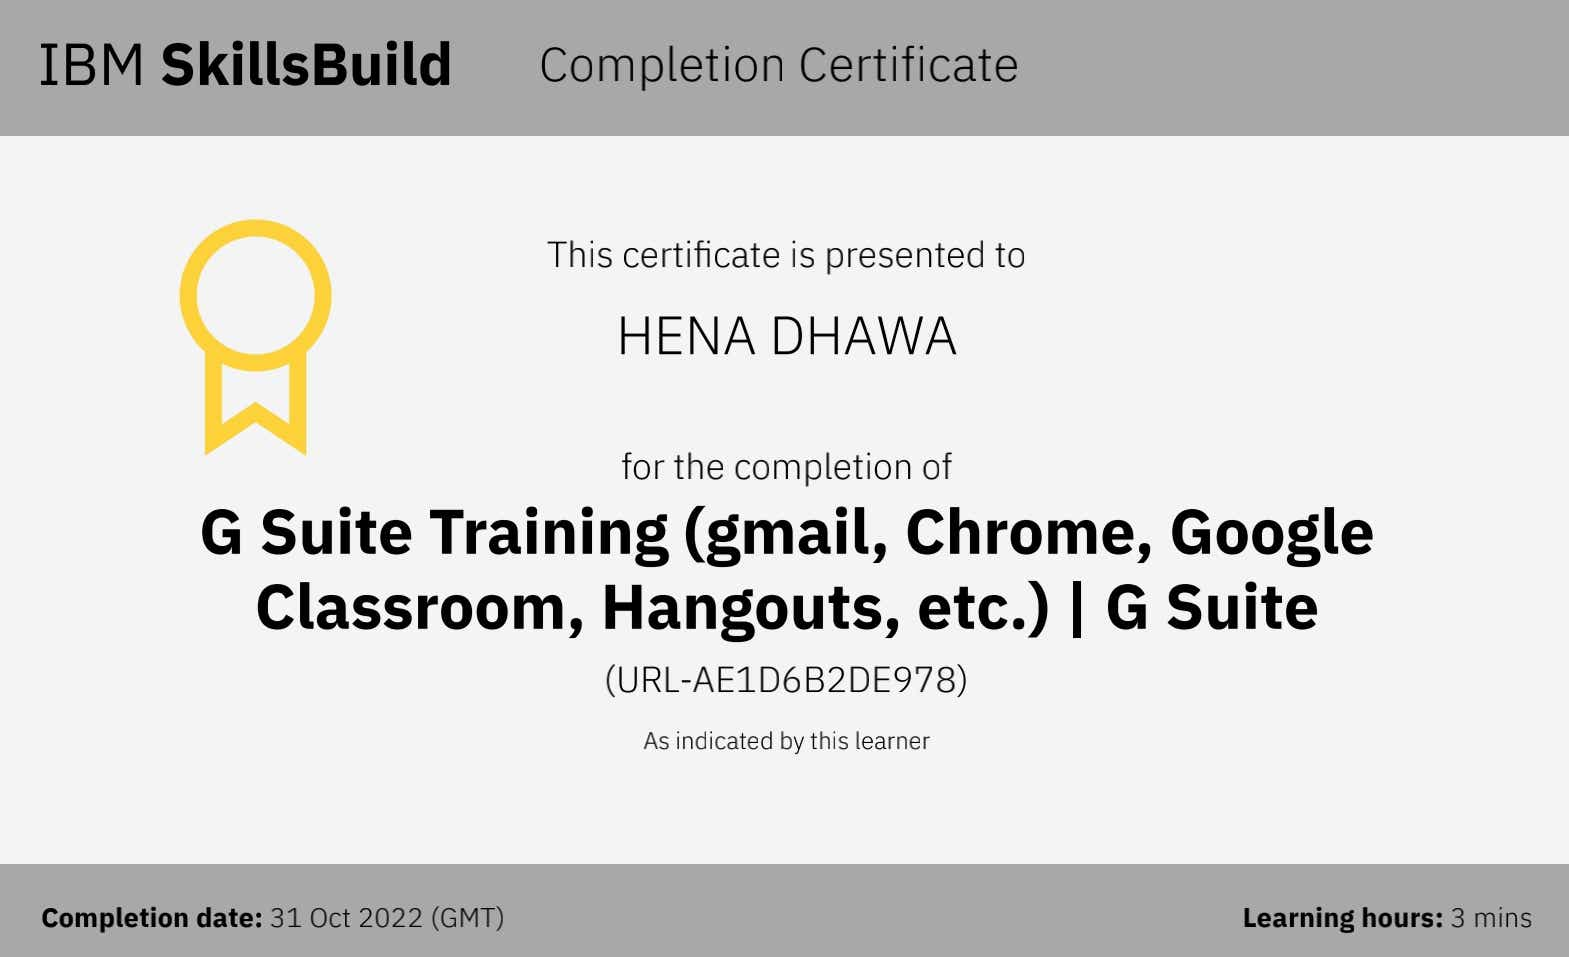 IBM SkillsBuild Completion Certificate
This certificate is presented to
HENA DHAWA
for the completion of
G Suite Training (gmail, Chrome, Google
Classroom, Hangouts, etc.) | G Suite
(URL-AE1D6B2DE978)
As indicated by this learner
Completion date: 31 Oct 2022 (GMT)
Learning hours: 3 mins